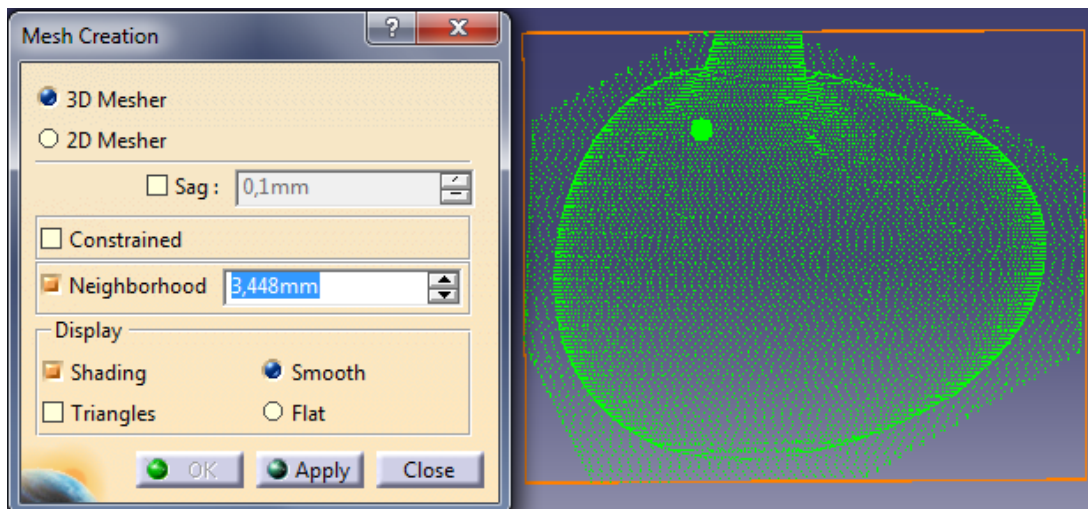 Mesh Creation
? X
3D Mesher
2D Mesher
Sag : 0,1mm
Constrained
Neighborhood 3,448mm
Display
Shading Smooth
Triangles Flat
OK Apply Close